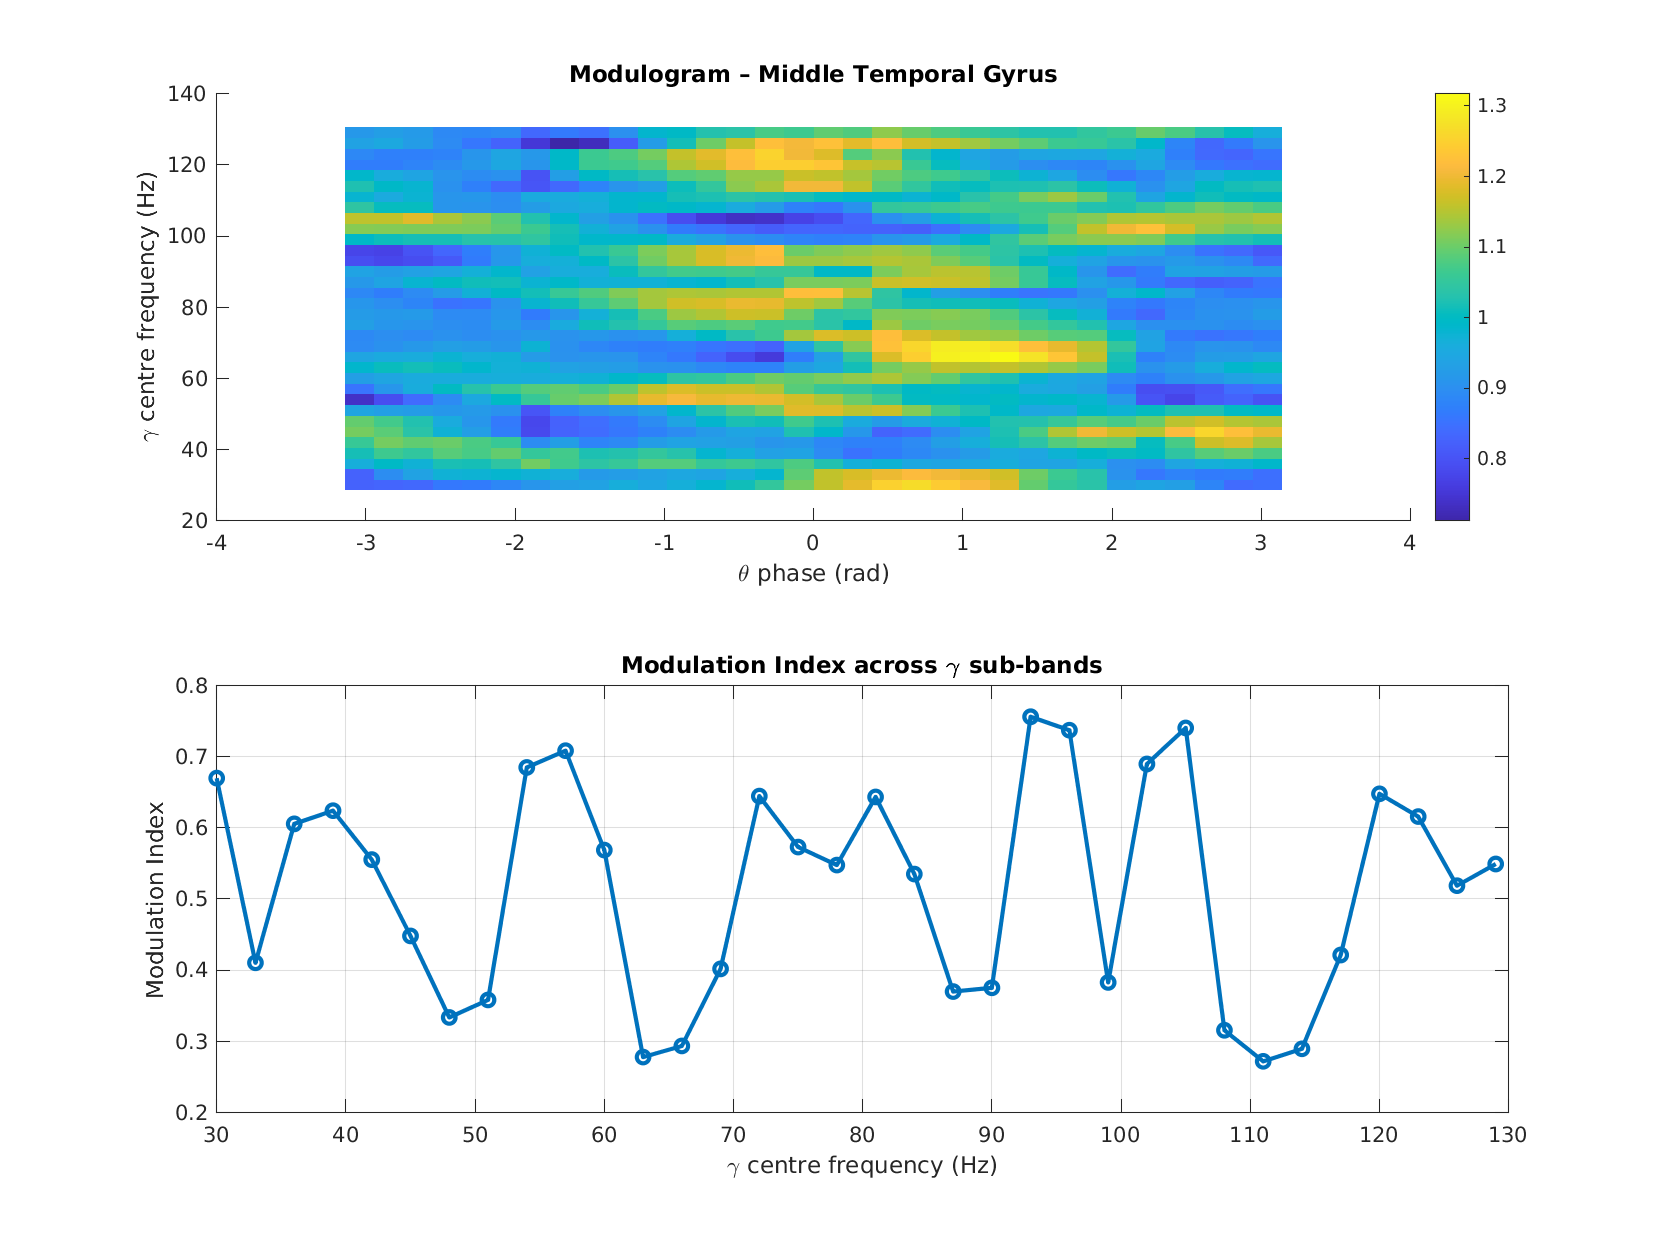 Modulogram – Middle Temporal Gyrus
γ centre frequency (Hz)
140
120
100
80
60
40
20
-4 -3 -2 -1 0 1 2 3 4
θ phase (rad)
1.3
1.2
1.1
1
0.9
0.8
Modulation Index across γ sub-bands
Modulation Index
0.8
0.7
0.6
0.5
0.4
0.3
0.2
30 40 50 60 70 80 90 100 110 120 130
γ centre frequency (Hz)